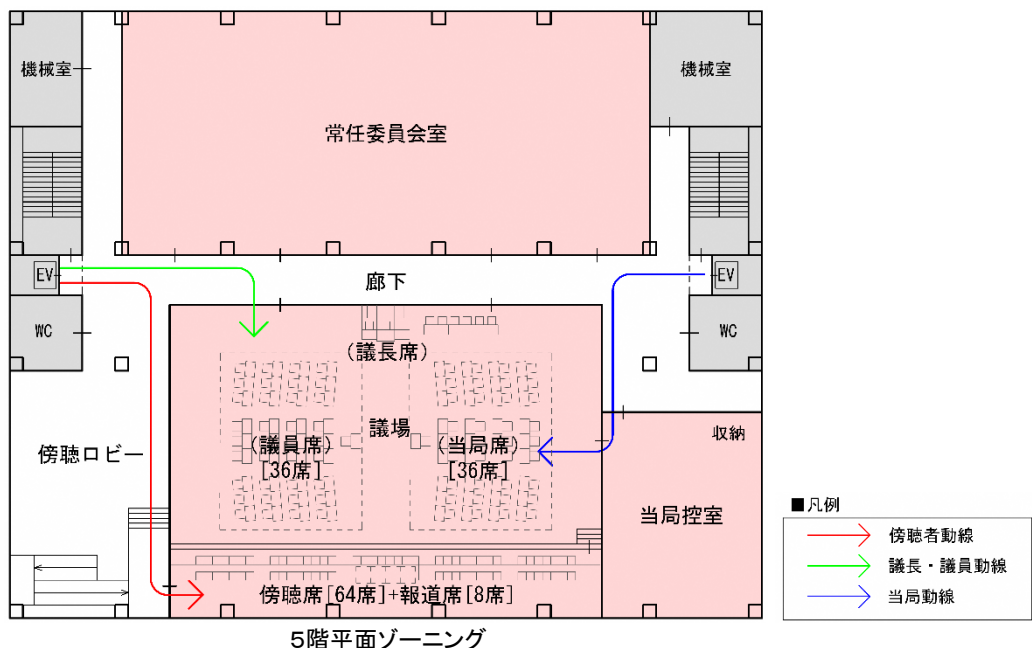 機械室
機械室
常任委員会室
EV
廊下
EV
WC
WC
(議長席)
議場
(議員席)
[36席]
(当局席)
[36席]
収納
傍聴ロビー
当局控室
傍聴席[64席]+報道席[8席]
■凡例
傍聴者動線
議長・議員動線
当局動線
5階平面ゾーニング